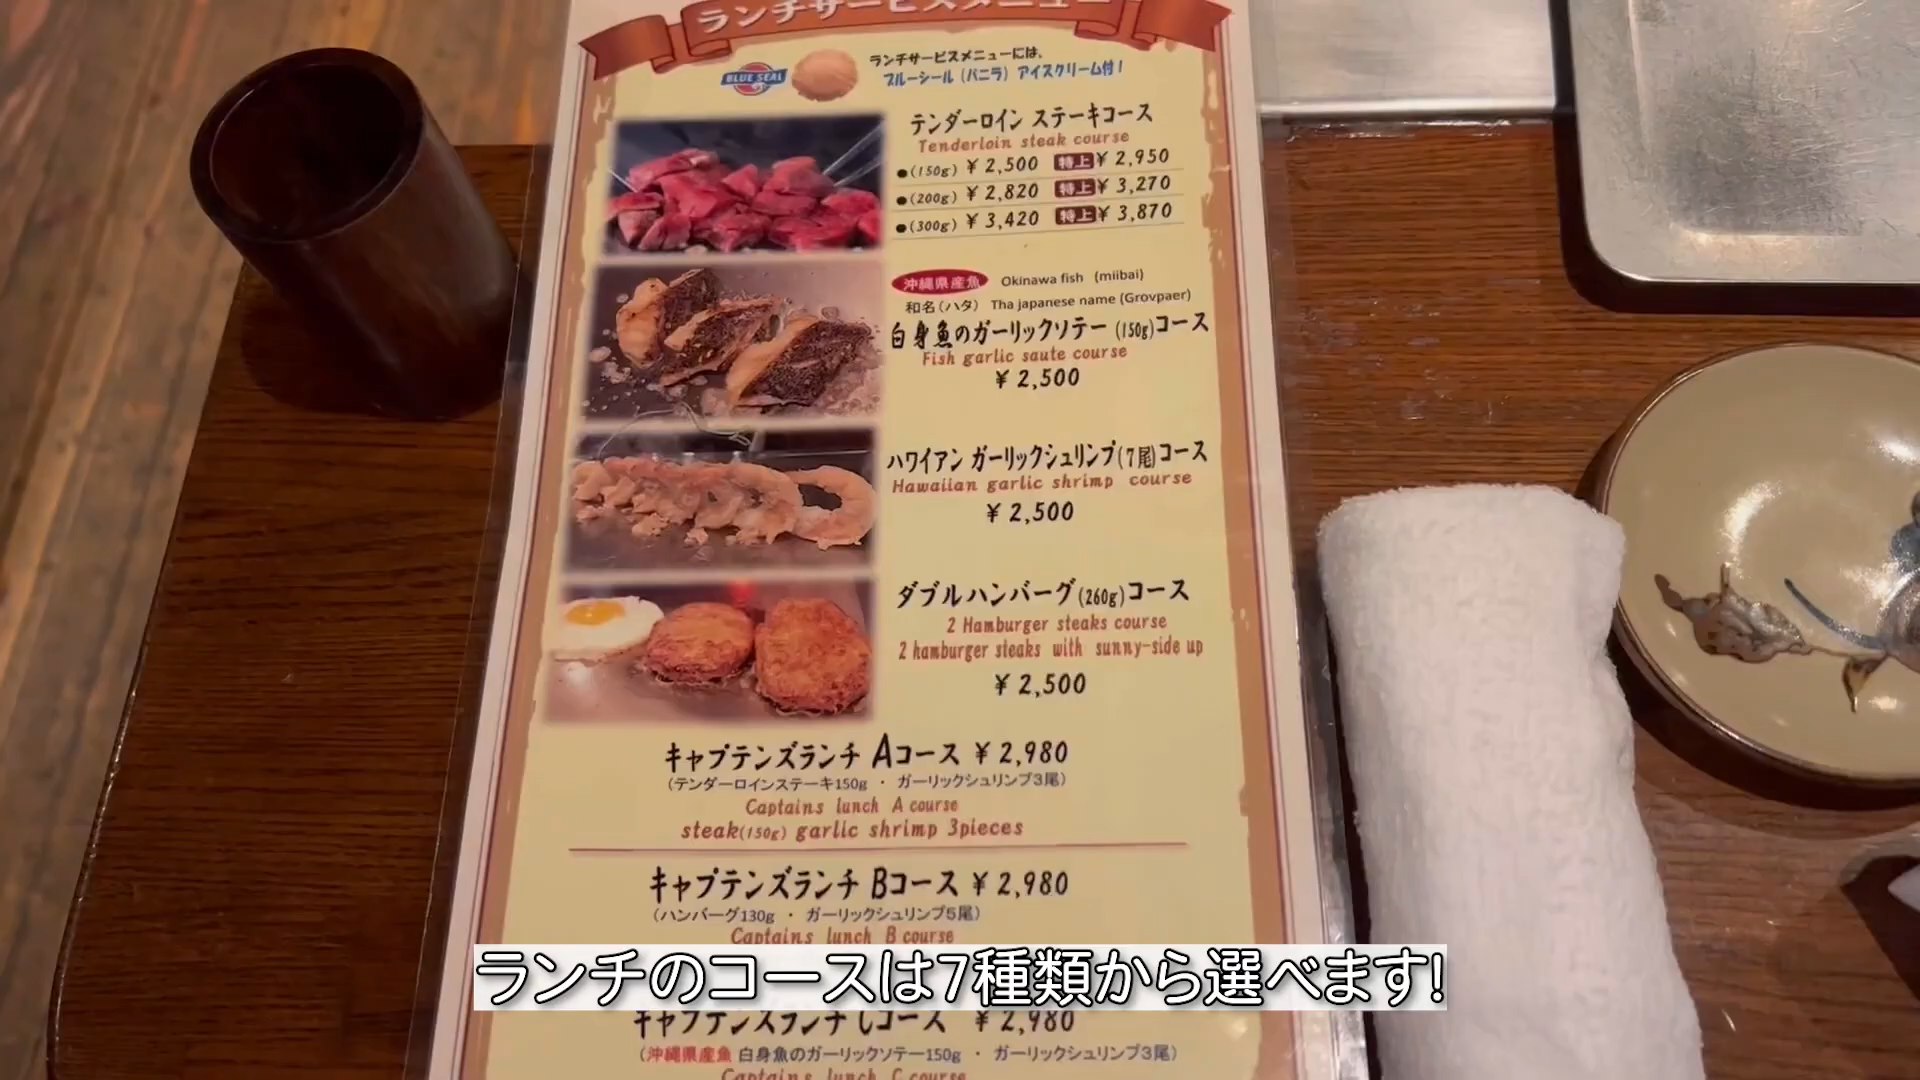 ランチサービスメニュー
BLUE SEAL
ランチサービスメニューには、
ブルーシール（バニラ）アイスクリーム付！
テンダーロイン ステーキコース
Tenderloin steak course
●(150g) ¥2,500 特上 ¥2,950
●(200g) ¥2,820 特上 ¥3,270
●(300g) ¥3,420 特上 ¥3,870
沖縄県産魚 Okinawa fish (miibai)
和名(ハタ) Tha japanese name (Grovpaer)
白身魚のガーリックソテー(150g)コース
Fish garlic saute course
¥2,500
ハワイアン ガーリックシュリンプ(7尾)コース
Hawaiian garlic shrimp course
¥2,500
ダブルハンバーグ(260g)コース
2 Hamburger steaks course
2 hamburger steaks with sunny-side up
¥2,500
キャプテンズランチ Aコース ¥2,980
(テンダーロインステーキ150g ・ ガーリックシュリンプ3尾)
Captains lunch A course
steak(150g) garlic shrimp 3pieces
キャプテンズランチ Bコース ¥2,980
(ハンバーグ130g ・ ガーリックシュリンプ5尾)
Captains lunch B course
ランチのコースは7種類から選べます!
キャプテンズランチ Cコース ¥2,980
(沖縄県産魚 白身魚のガーリックソテー150g ・ ガーリックシュリンプ3尾)
Captains lunch C course